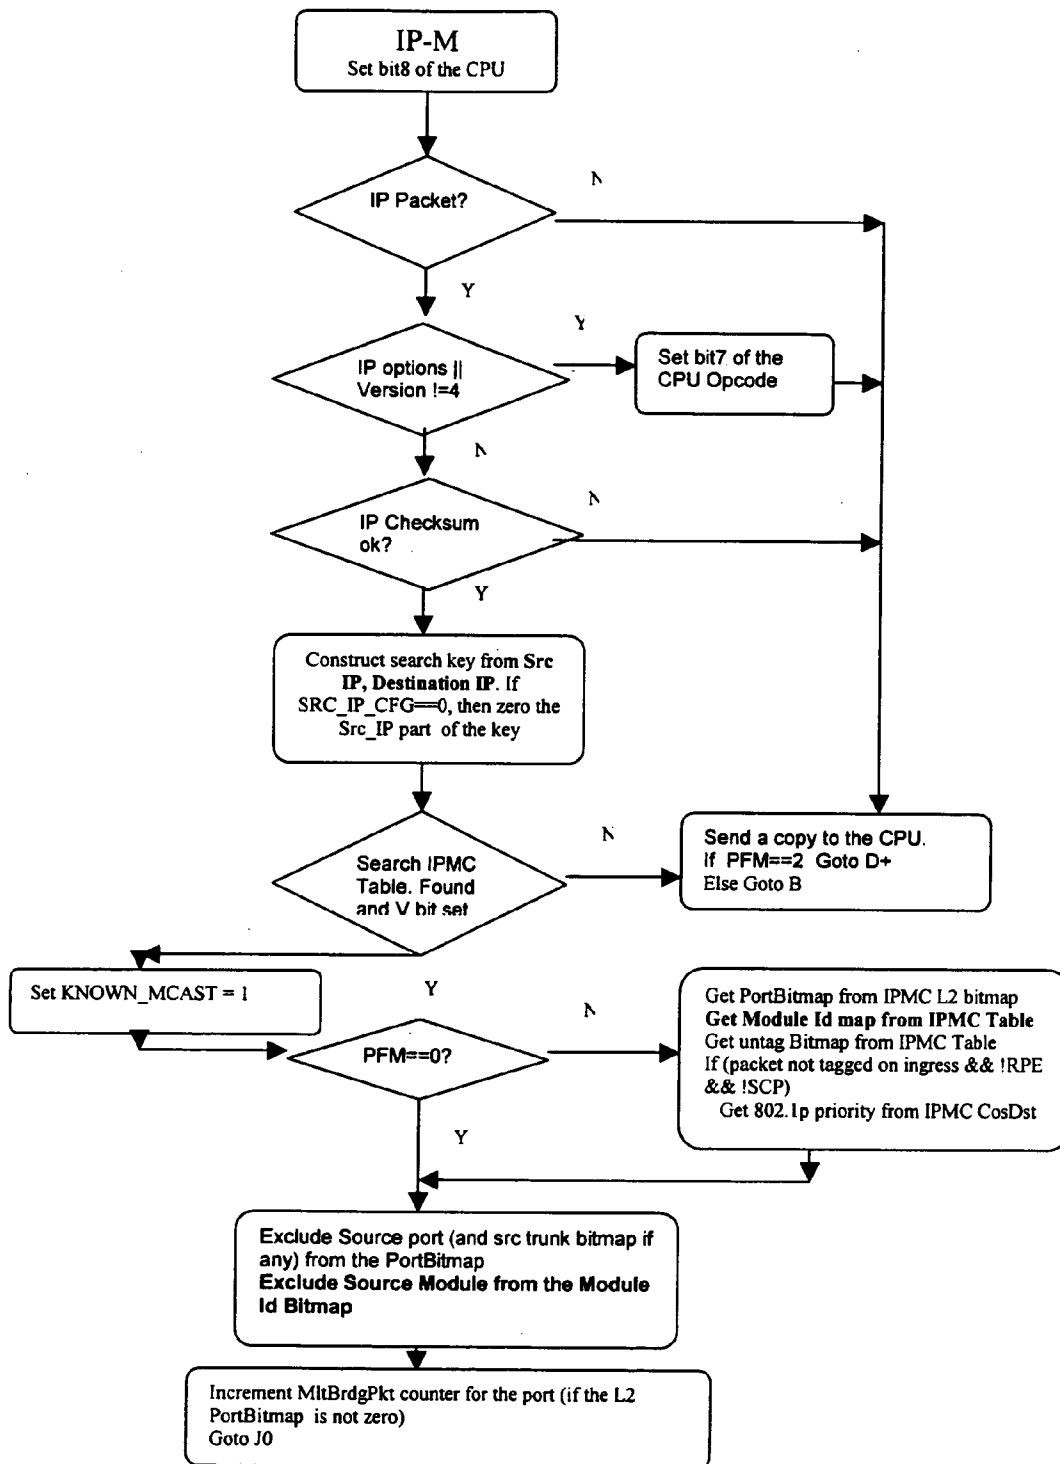 IP-M
Set bit8 of the CPU
IP Packet?
N
Y
IP options ||
Version !=4
Y
Set bit7 of the
CPU Opcode
N
IP Checksum
ok?
N
Y
Construct search key from Src
IP, Destination IP. If
SRC_IP_CFG==0, then zero the
Src_IP part of the key
Search IPMC
Table. Found
and V bit set
N
Send a copy to the CPU.
If PFM==2 Goto D+
Else Goto B
Set KNOWN_MCAST = 1
Y
PFM==0?
N
Get PortBitmap from IPMC L2 bitmap
Get Module Id map from IPMC Table
Get untag Bitmap from IPMC Table
If (packet not tagged on ingress && !RPE
&& !SCP)
Get 802.1p priority from IPMC CosDst
Y
Exclude Source port (and src trunk bitmap if
any) from the PortBitmap
Exclude Source Module from the Module
Id Bitmap
Increment MltBrdgPkt counter for the port (if the L2
PortBitmap is not zero)
Goto J0